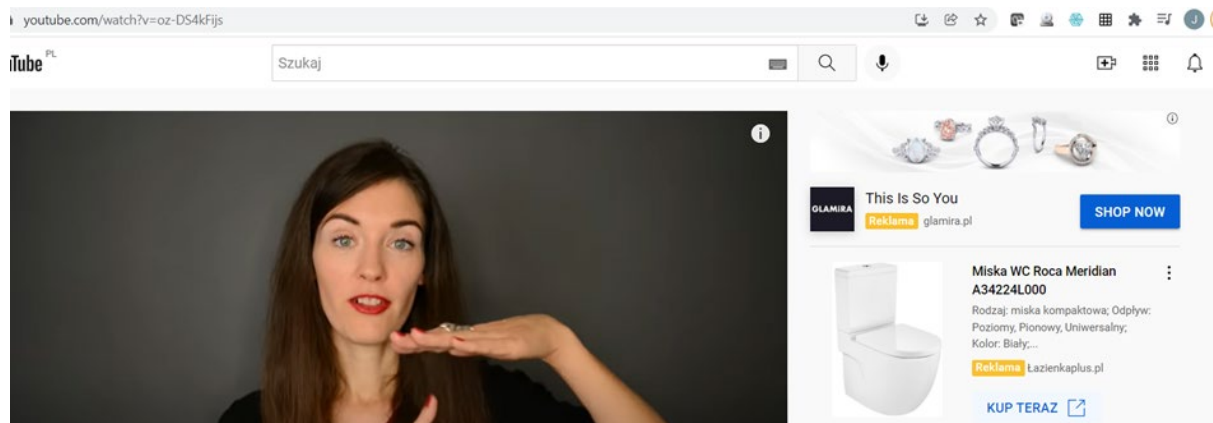 youtube.com/watch?v=oz-DS4kFijs
J
Tube PL
Szukaj
GLAMIRA
This Is So You
Reklama glamira.pl
SHOP NOW
Miska WC Roca Meridian
A34224L000
Rodzaj: miska kompaktowa; Odpływ:
Poziomy, Pionowy, Uniwersalny;
Kolor: Biały;...
Reklama Łazienkaplus.pl
KUP TERAZ